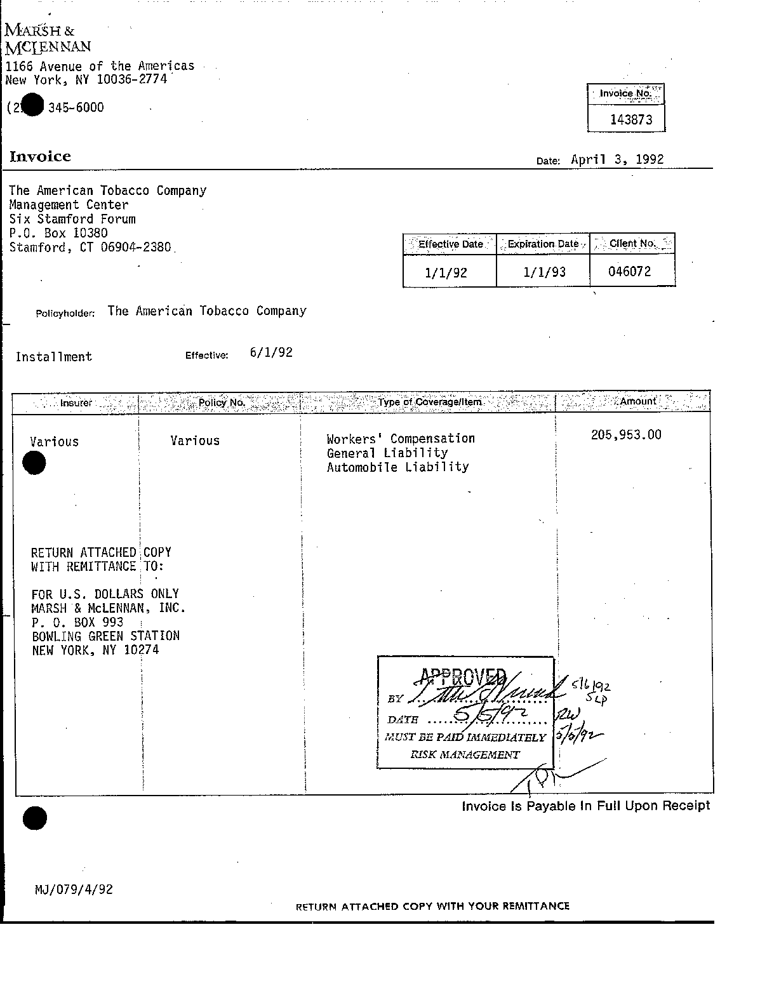 MARSH &
MCLENNAN
1166 Avenue of the Americas
New York, NY 10036-2774
(2 345-6000
Invoice No.
143873
Invoice
Date: April 3, 1992
The American Tobacco Company
Management Center
Six Stamford Forum
P.O. Box 10380
Stamford, CT 06904-2380
Effective Date Expiration Date Client No.
1/1/92 1/1/93 046072
Policyholder: The American Tobacco Company
Installment Effective: 6/1/92
Insurer Policy No. Type of Coverage/Item Amount
Various Various Workers' Compensation 205,953.00
General Liability
Automobile Liability
RETURN ATTACHED COPY
WITH REMITTANCE TO:
FOR U.S. DOLLARS ONLY
MARSH & McLENNAN, INC.
P. O. BOX 993
BOWLING GREEN STATION
NEW YORK, NY 10274
APPROVED
BY
5/6/92
SLP
DATE 5/5/92
RW
MUST BE PAID IMMEDIATELY 5/5/92
RISK MANAGEMENT
Invoice Is Payable In Full Upon Receipt
MJ/079/4/92
RETURN ATTACHED COPY WITH YOUR REMITTANCE